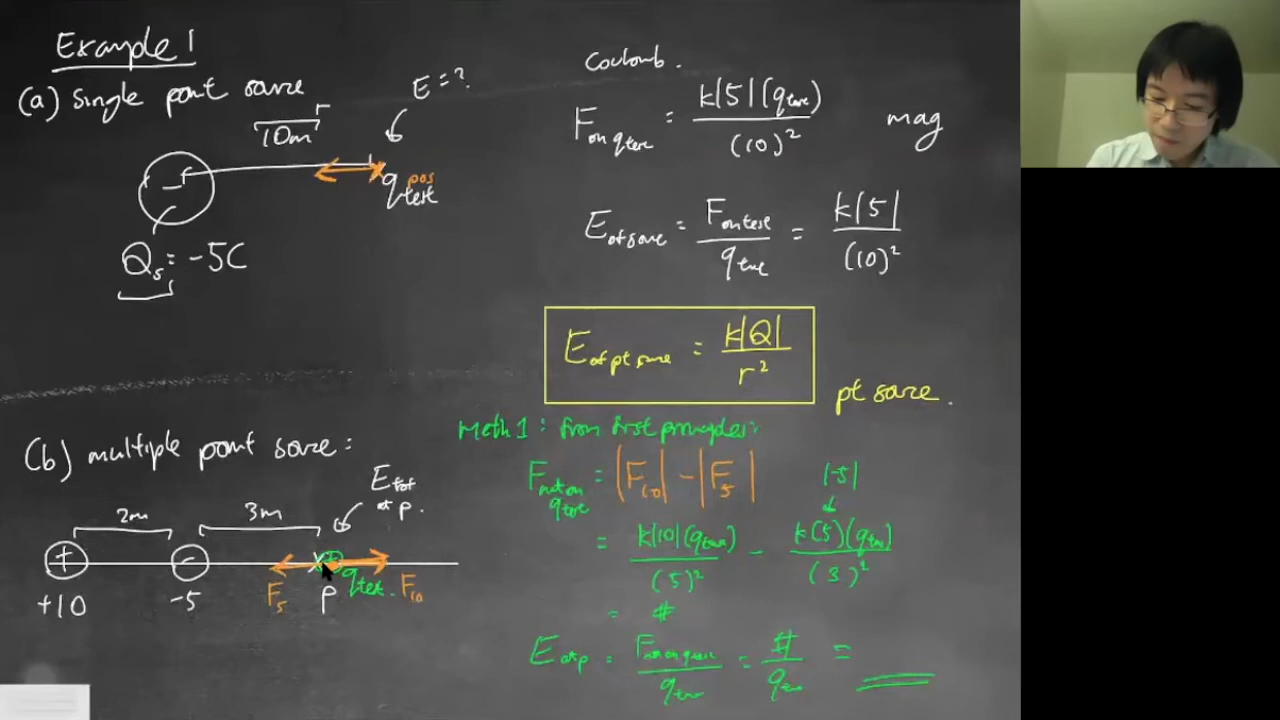 Example 1
(a) Single point source
10m
r
E = ?
q test
pos
Qs = -5C
Coulomb.
F on q test = k|5|(q test) / (10)²
mag
E of source = F on test / q test = k|5| / (10)²
E of pt source = k|Q| / r²
pt source.
(b) multiple point source:
2m
3m
E tot at p.
+
-
+10
-5
F5
P
q test.
F10
Meth 1: from first principles:
F net on q test = |F10| - |F5|
|-5|
= k|10|(q test) / (5)² - k(5)(q test) / (3)²
= #
E at p = F net on q test / q test = # / q test =